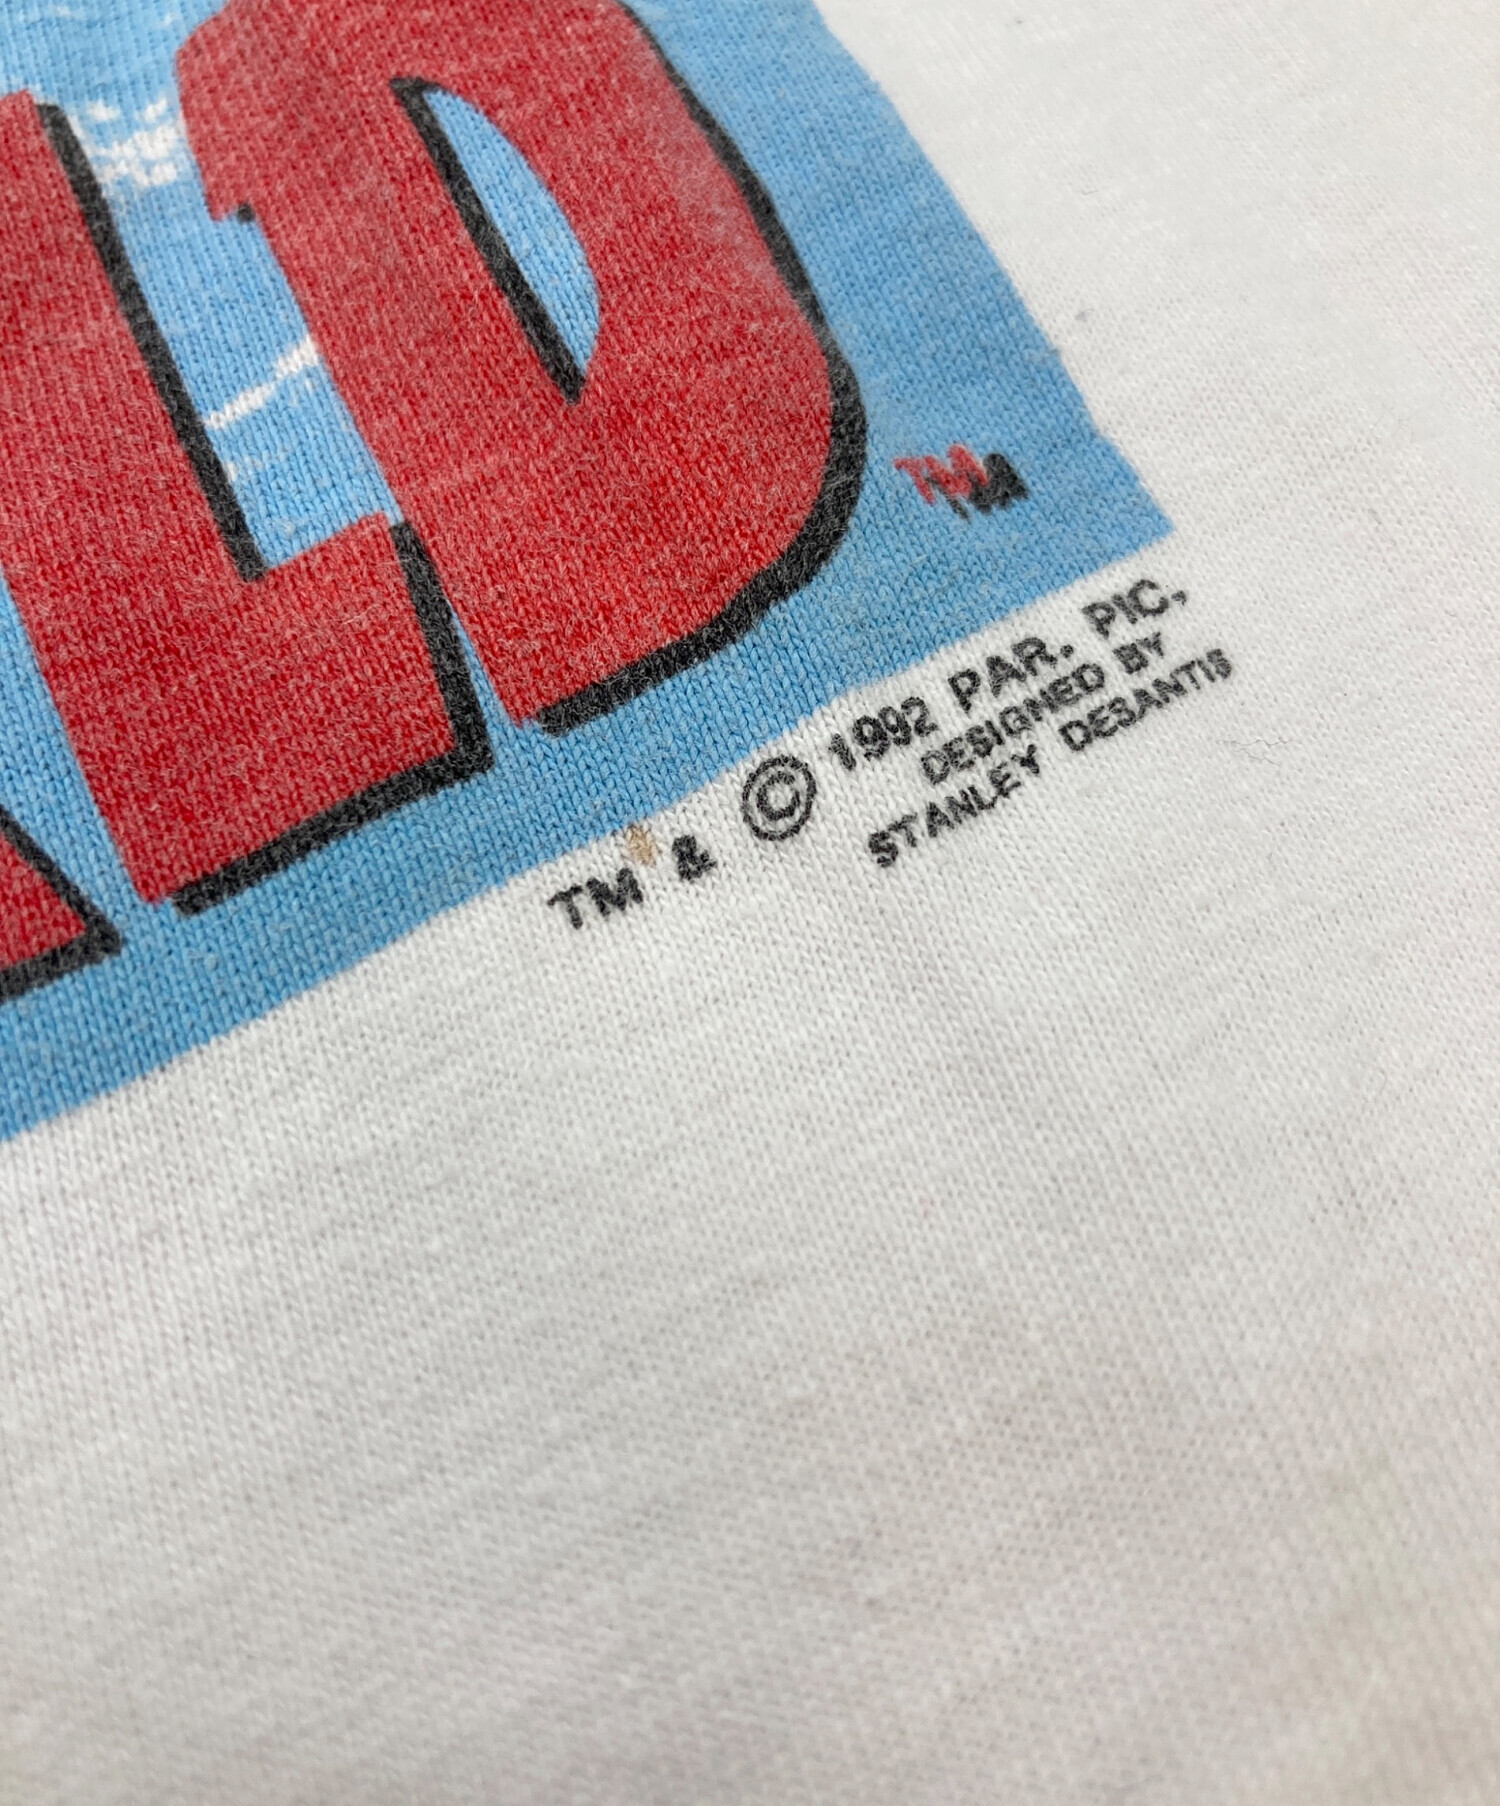 LD
TM
TM & © 1992 PAR. PIC.
DESIGNED BY
STANLEY DESANTIS